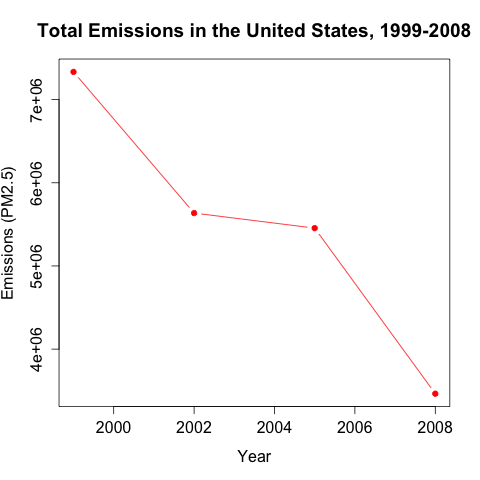 Total Emissions in the United States, 1999-2008
Emissions (PM2.5)
7e+06
6e+06
5e+06
4e+06
2000 2002 2004 2006 2008
Year